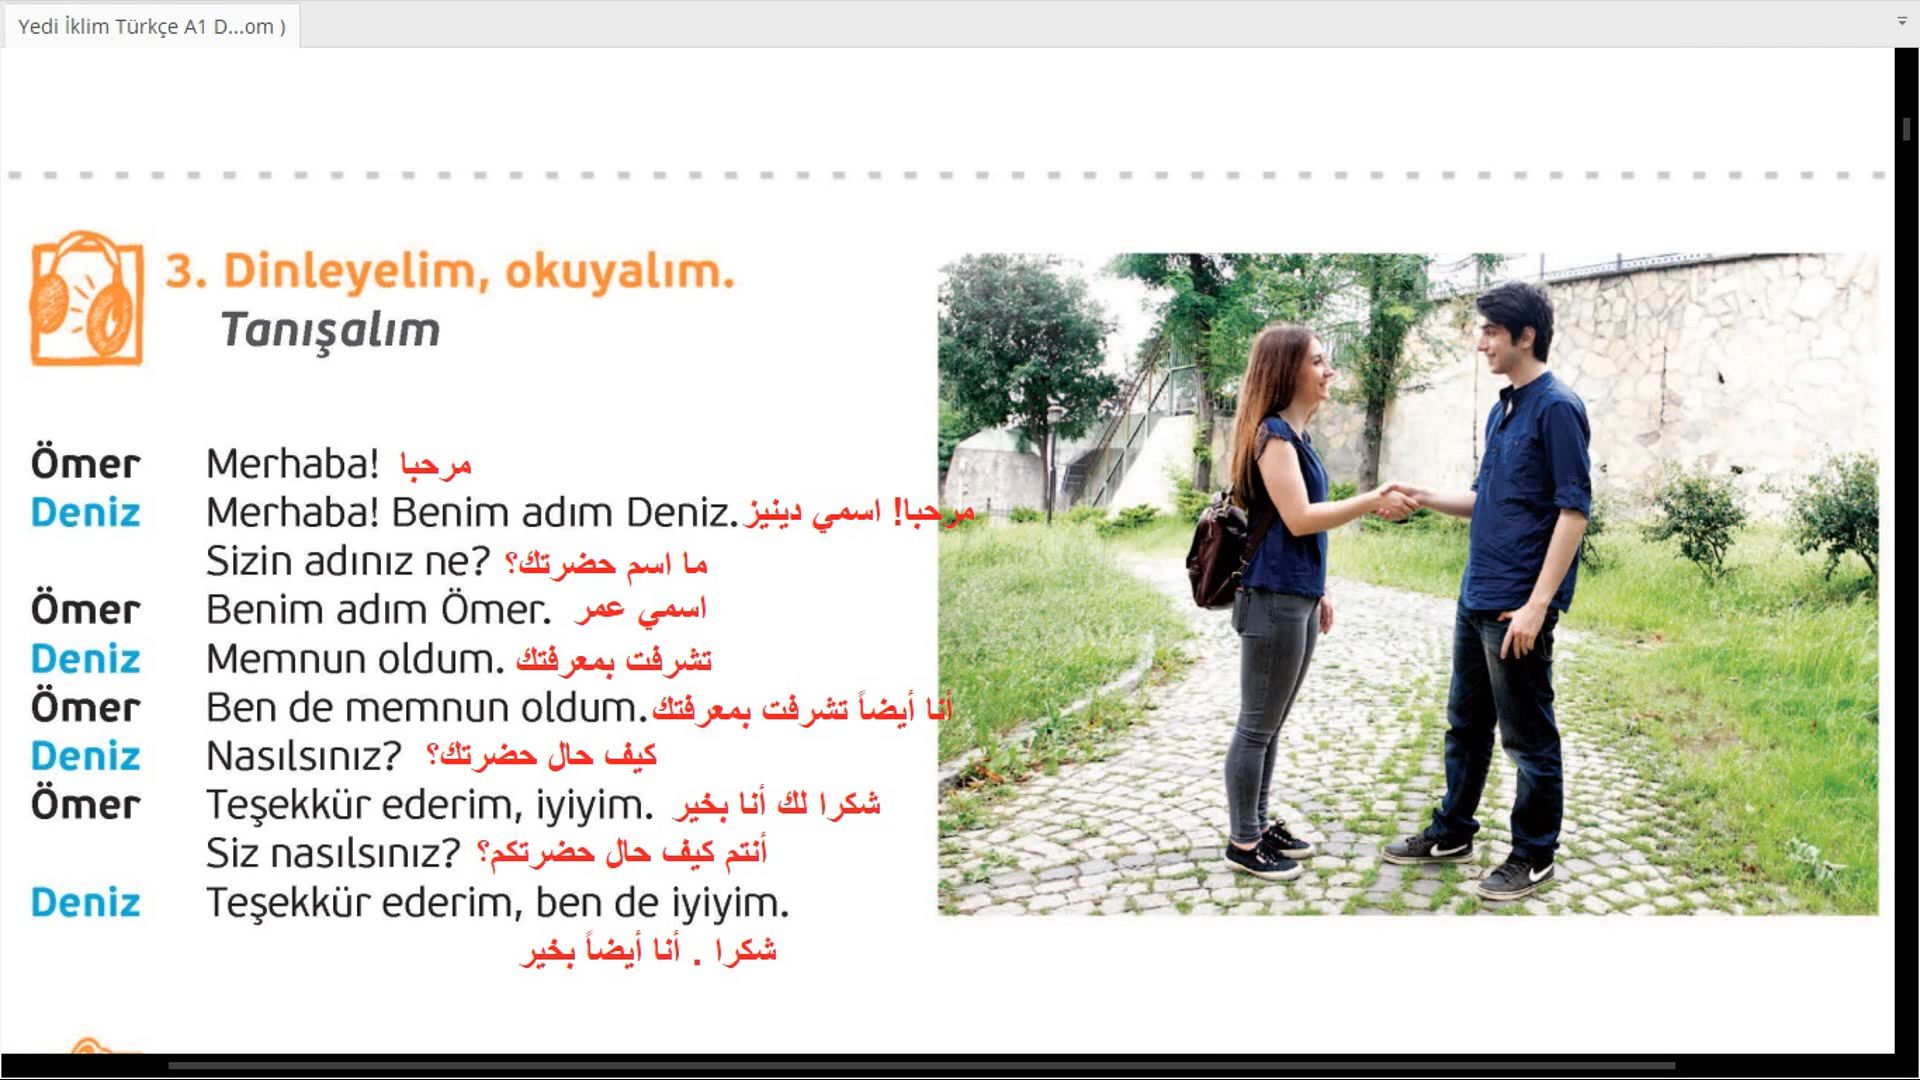 Yedi İklim Türkçe A1 D...om )
3. Dinleyelim, okuyalım.
Tanışalım
Ömer Merhaba! مرحبا
Deniz Merhaba! Benim adım Deniz. مرحبا! اسمي دينيز
Sizin adınız ne? ما اسم حضرتك؟
Ömer Benim adım Ömer. اسمي عمر
Deniz Memnun oldum. تشرفت بمعرفتك
Ömer Ben de memnun oldum. أنا أيضاً تشرفت بمعرفتك
Deniz Nasılsınız? كيف حال حضرتك؟
Ömer Teşekkür ederim, iyiyim. شكرا لك أنا بخير
Siz nasılsınız? أنتم كيف حال حضرتكم؟
Deniz Teşekkür ederim, ben de iyiyim.
شكرا . أنا أيضاً بخير